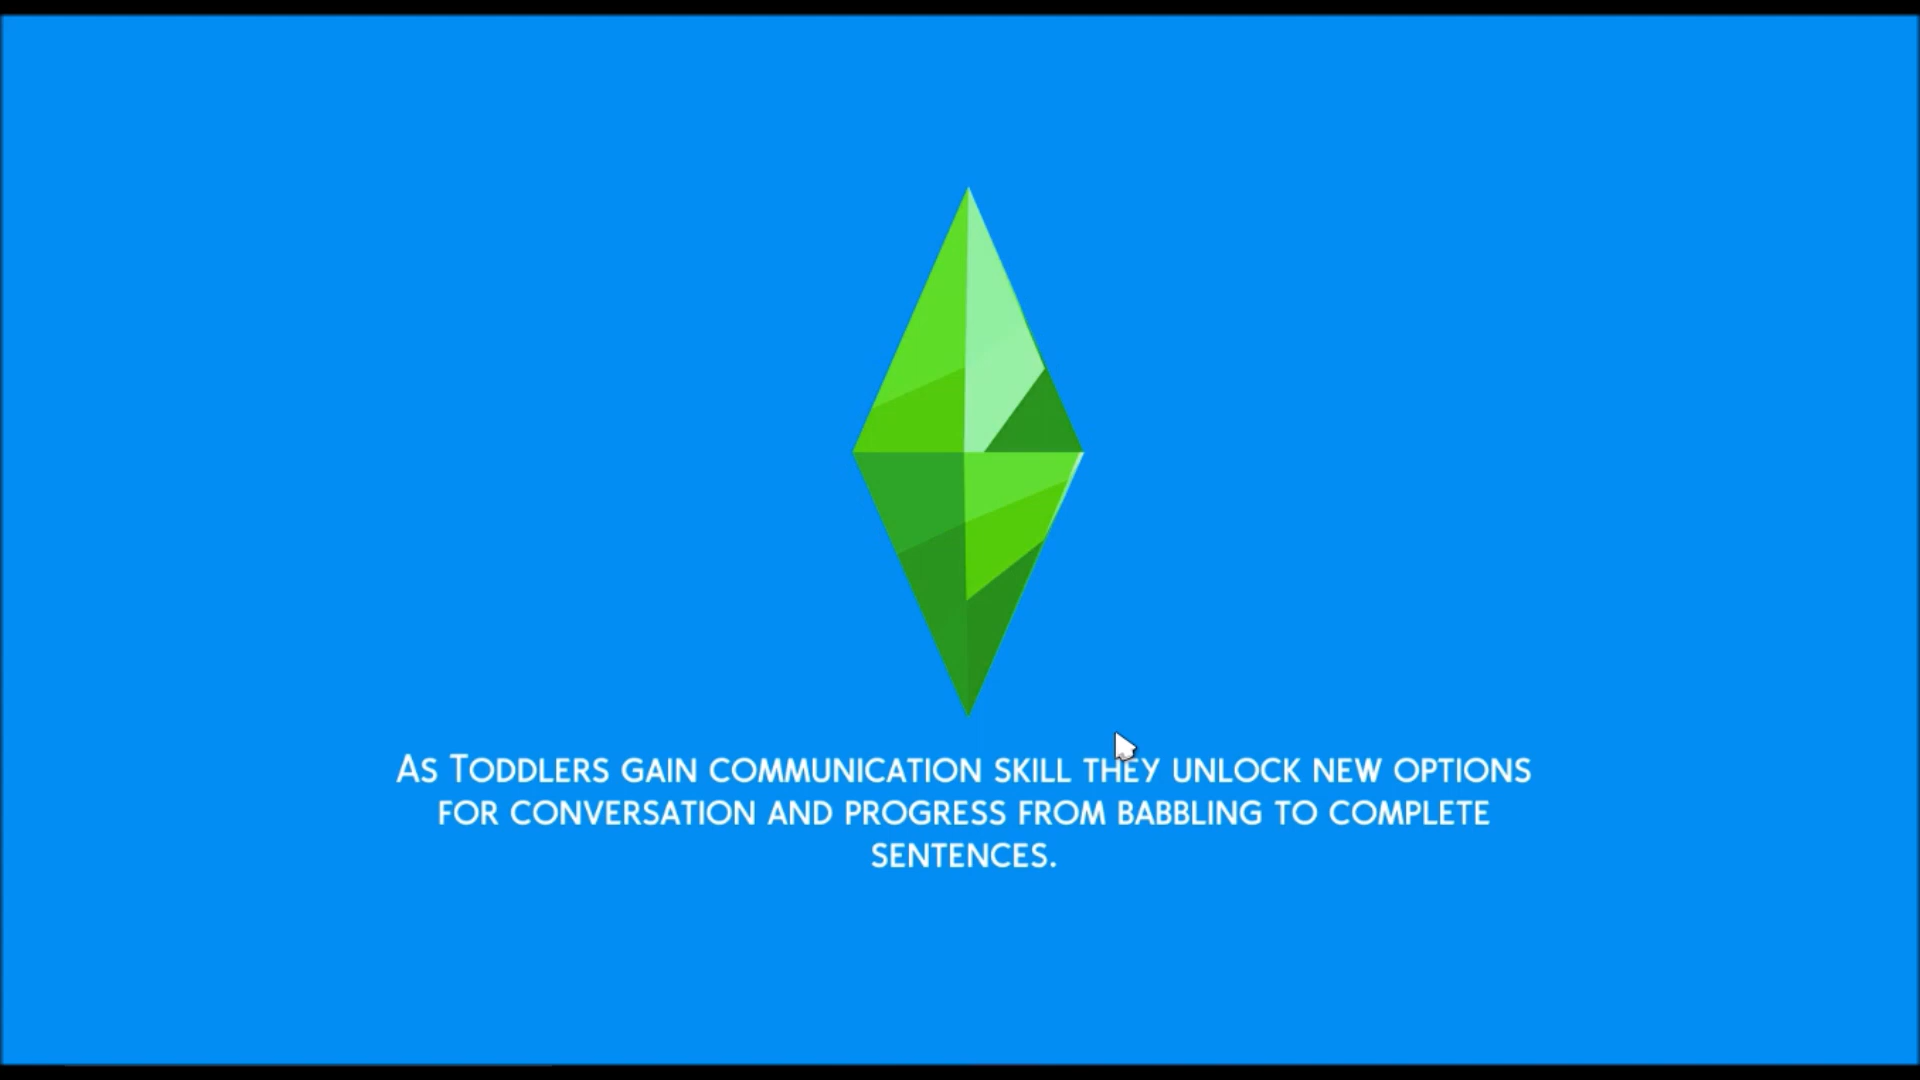 As Toddlers gain communication skill they unlock new options
for conversation and progress from babbling to complete
sentences.